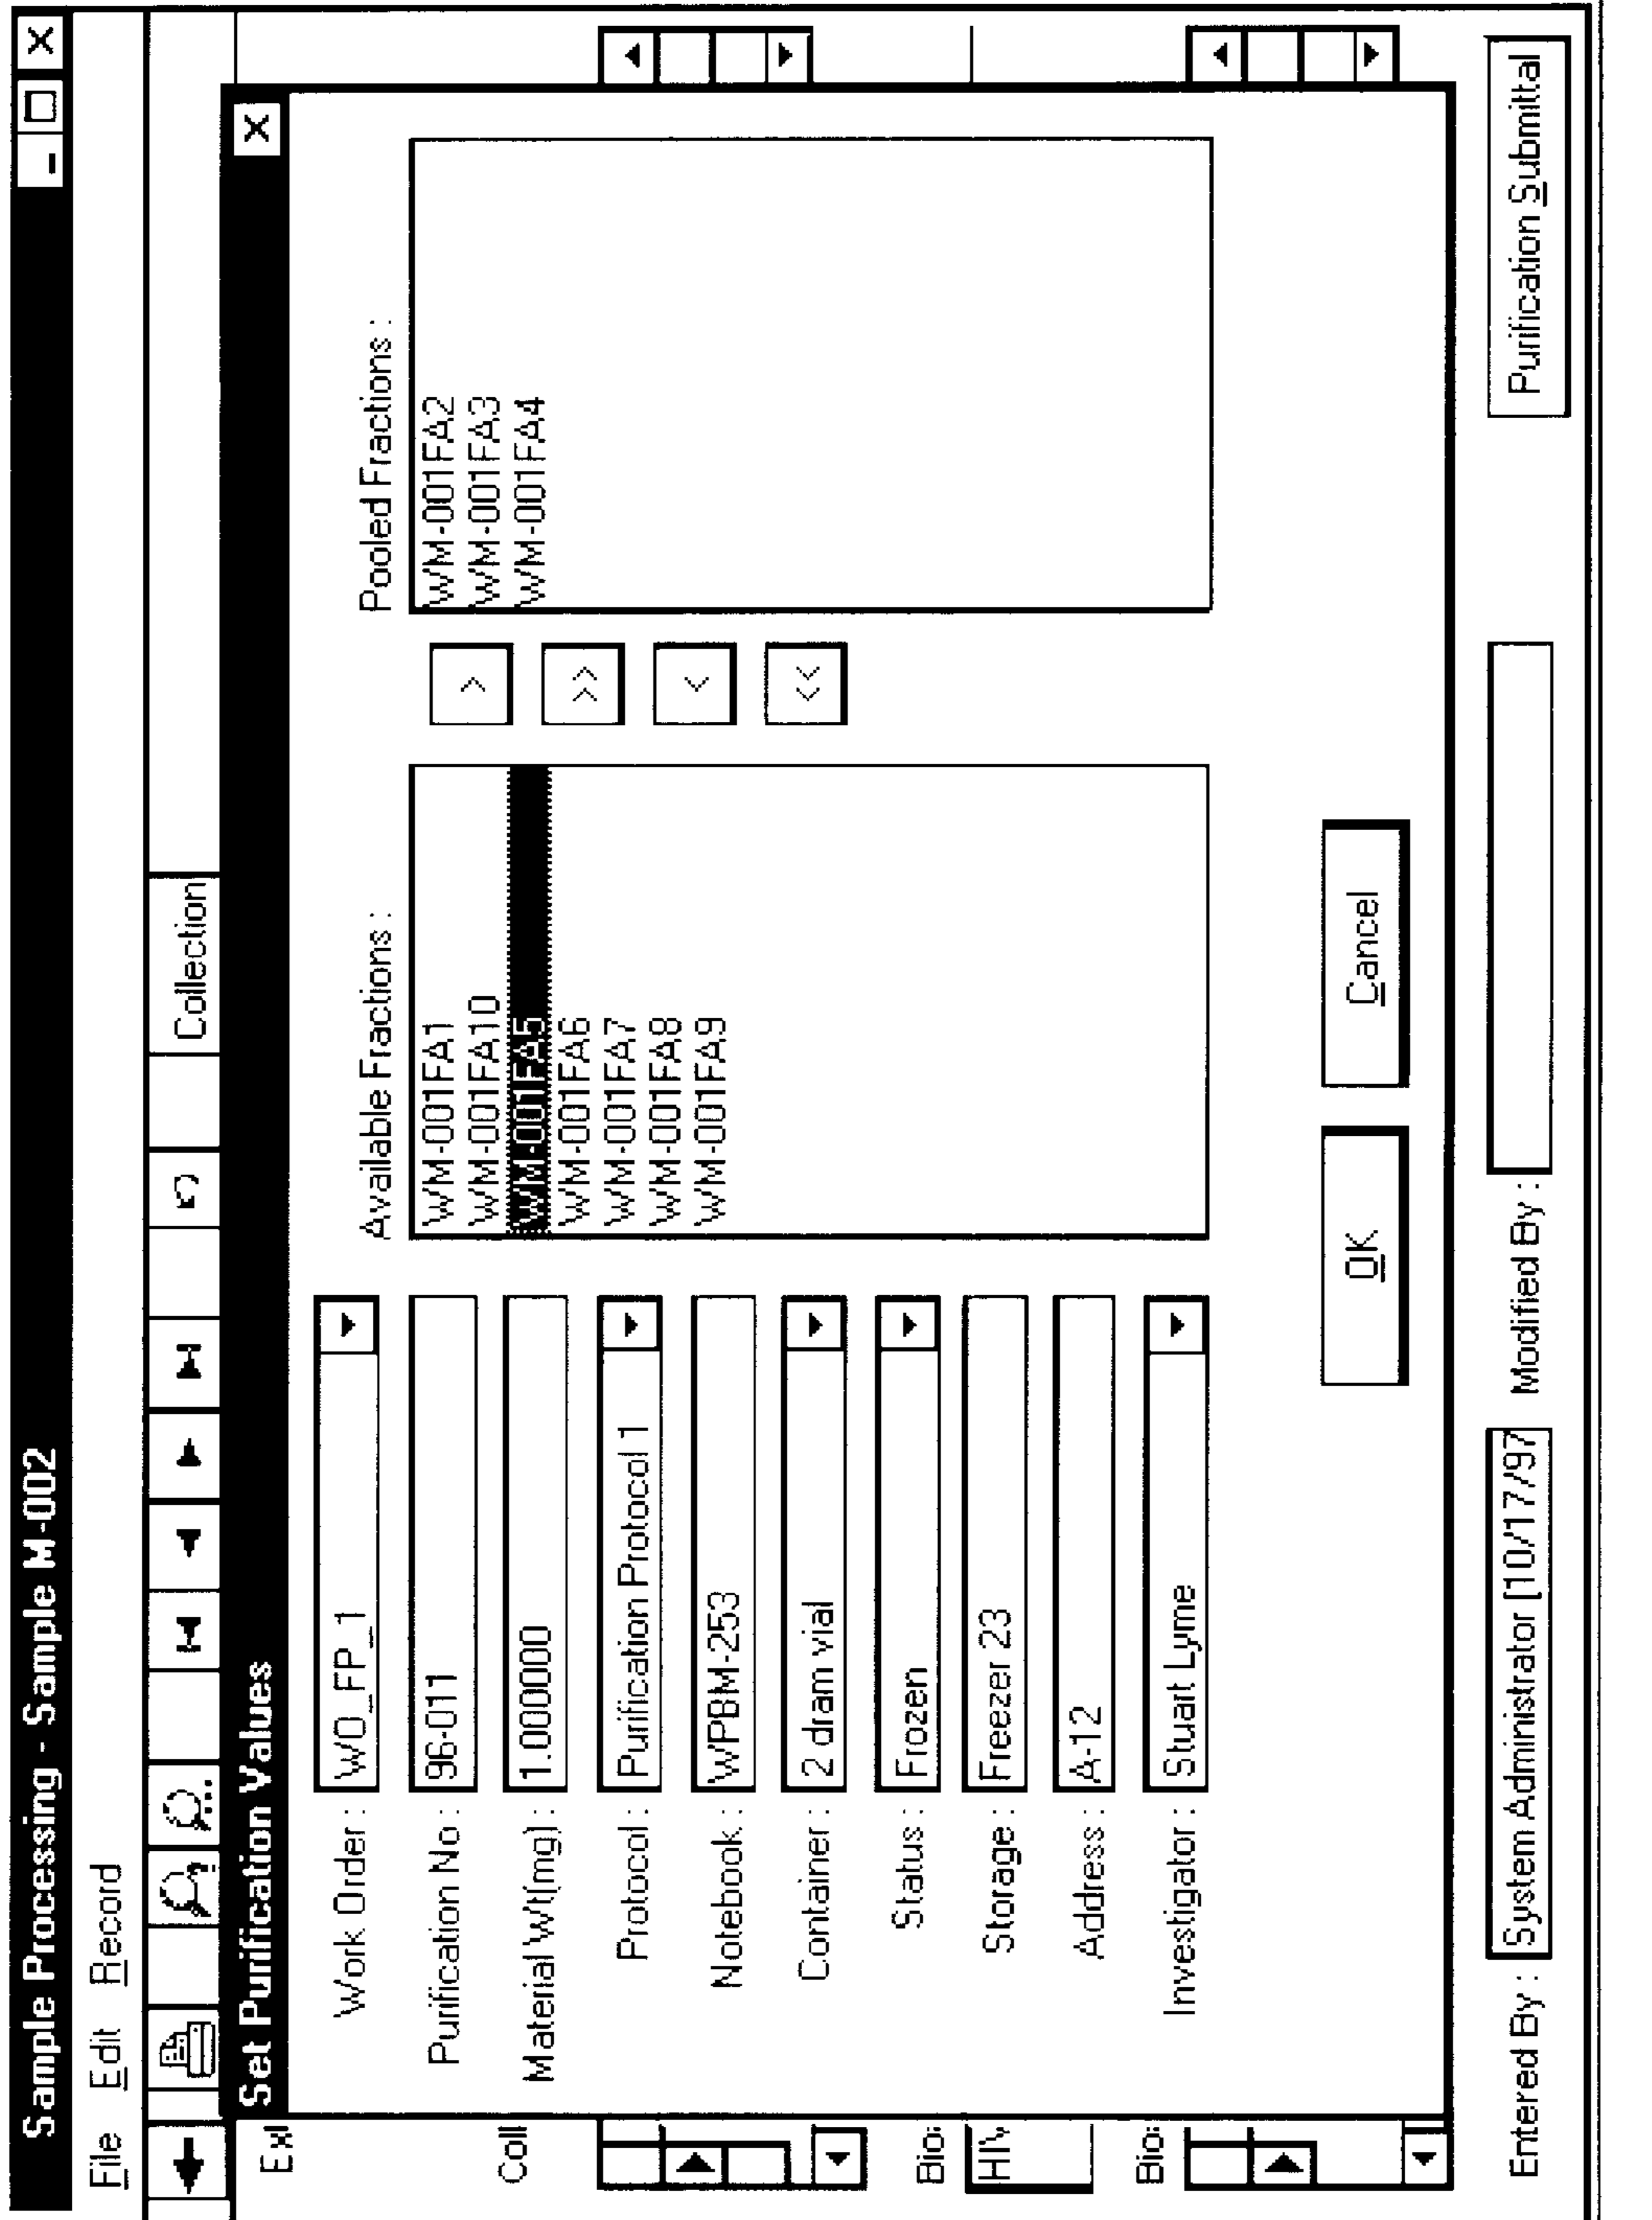 Sample Processing - Sample M-002
File Edit Record
Collection
Set Purification Values
Work Order : WO_FP_1
Purification No : 96-011
Material Wt(mg) : 1.000000
Protocol : Purification Protocol 1
Notebook : WPBM-253
Container : 2 dram vial
Status : Frozen
Storage : Freezer 23
Address : A-12
Investigator : Stuart Lyme
Available Fractions :
WM-001FA1
WM-001FA10
WM-001FA5
WM-001FA6
WM-001FA7
WM-001FA8
WM-001FA9
>
>>
<
<<
Pooled Fractions :
WM-001FA2
WM-001FA3
WM-001FA4
OK Cancel
Coll
Bio:
Bio:
Entered By : System Administrator [10/17/97 Modified By : Purification Submittal